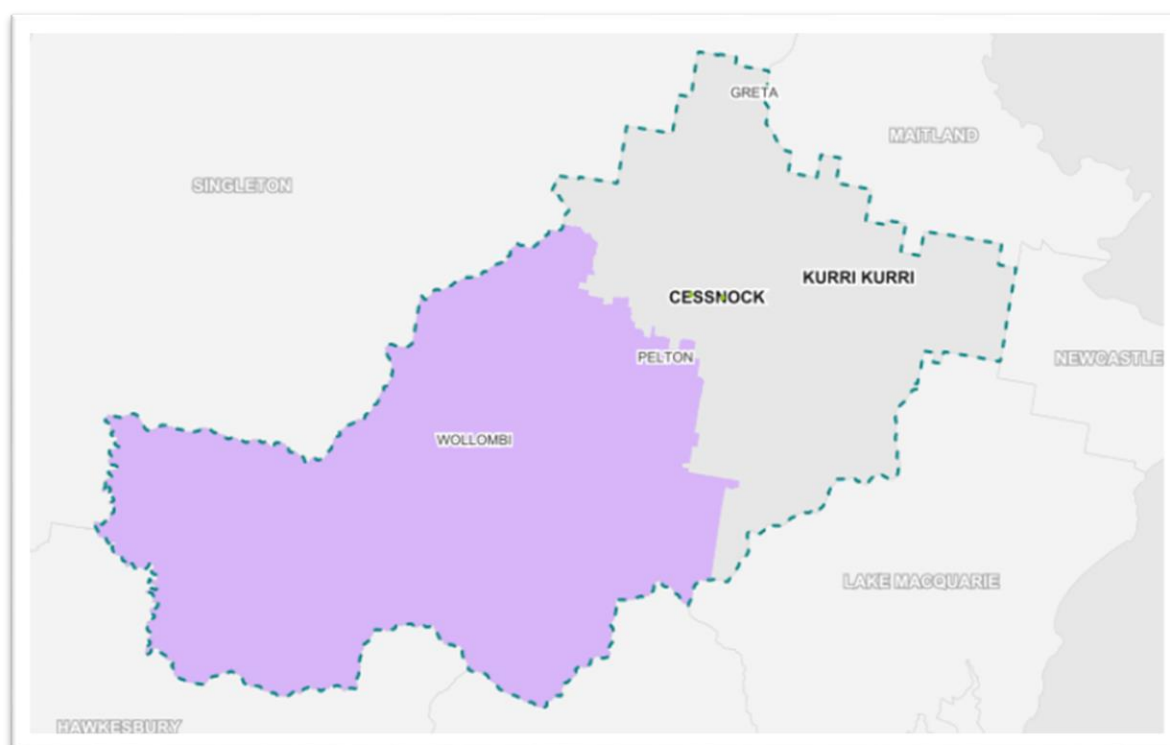 GRETA
MAITLAND
SINGLETON
KURRI KURRI
CESSNOCK
PELTON
NEWCASTLE
WOLLOMBI
LAKE MACQUARIE
HAWKESBURY